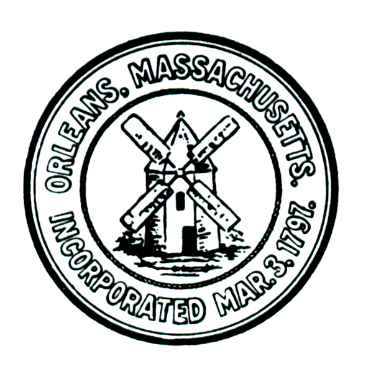 ORLEANS, MASSACHUSETTS.
INCORPORATED MAR. 3, 1797.